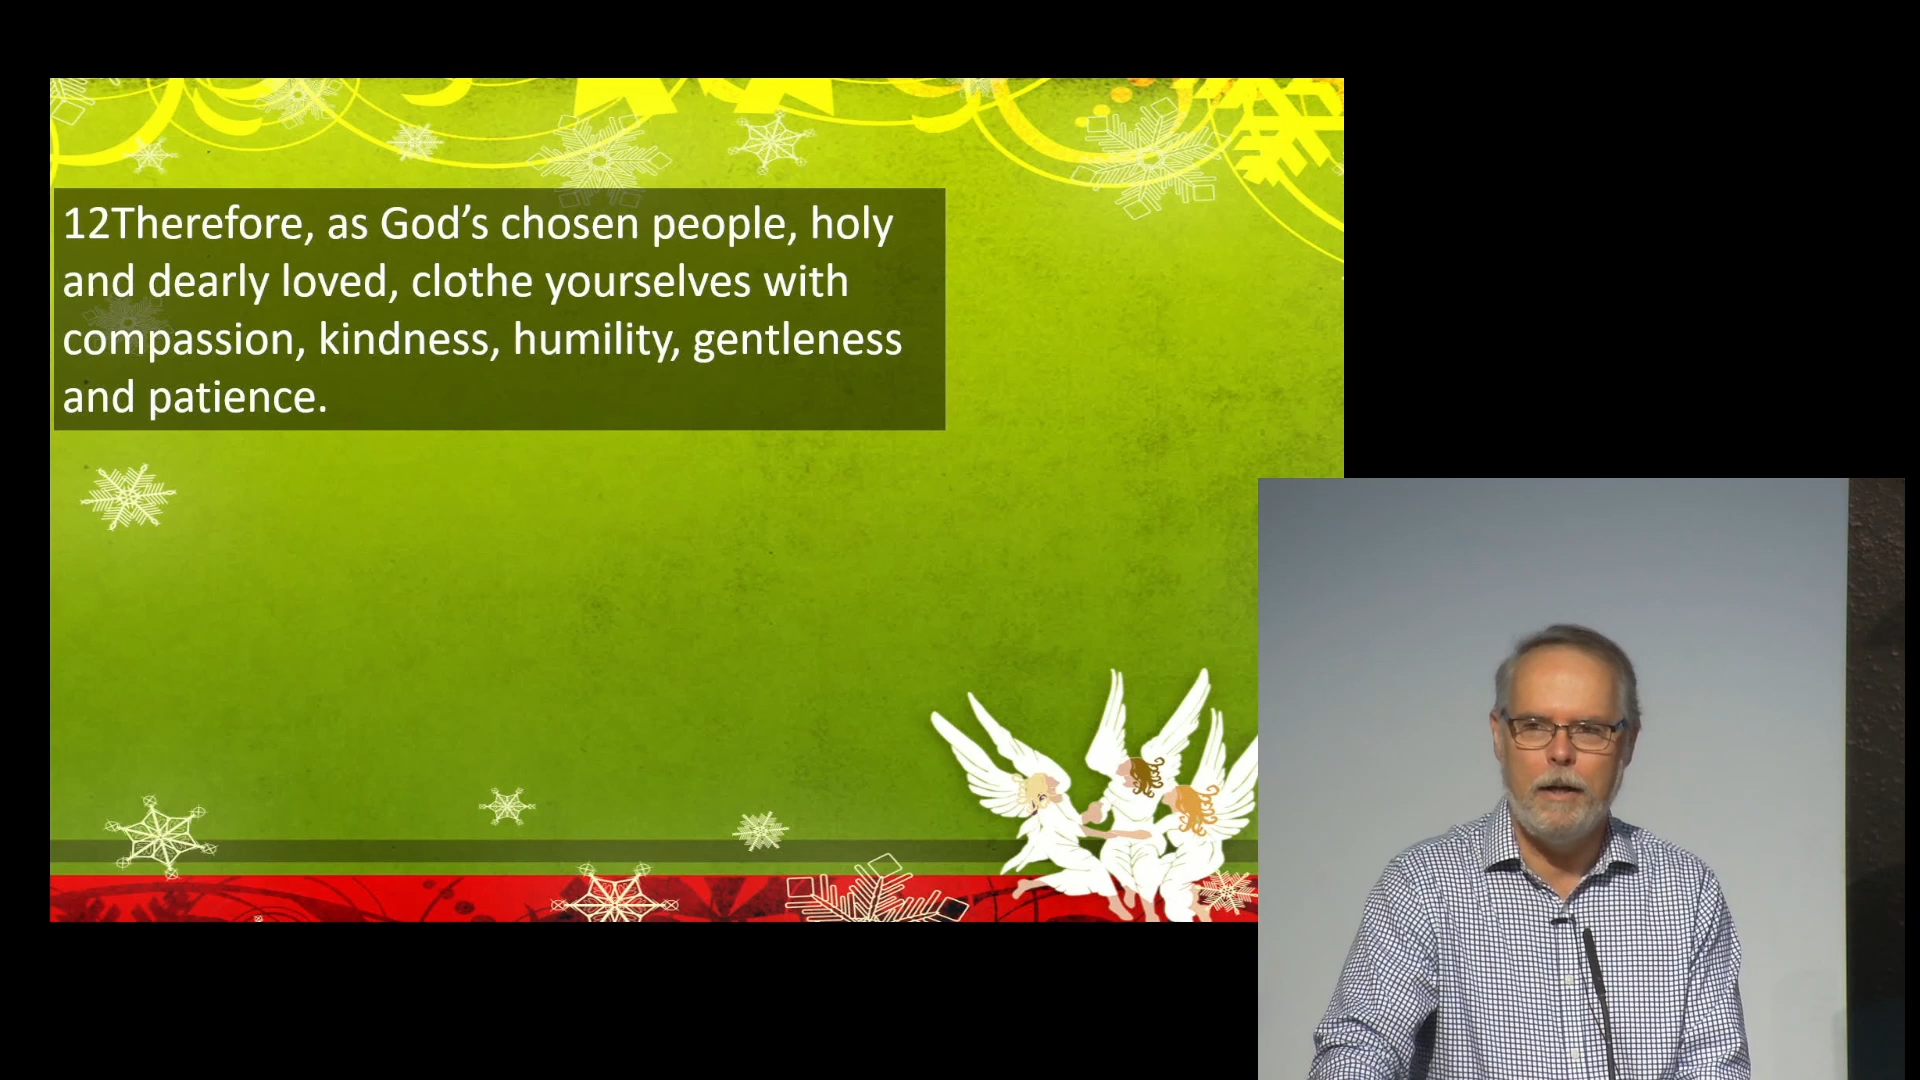 12Therefore, as God’s chosen people, holy
and dearly loved, clothe yourselves with
compassion, kindness, humility, gentleness
and patience.